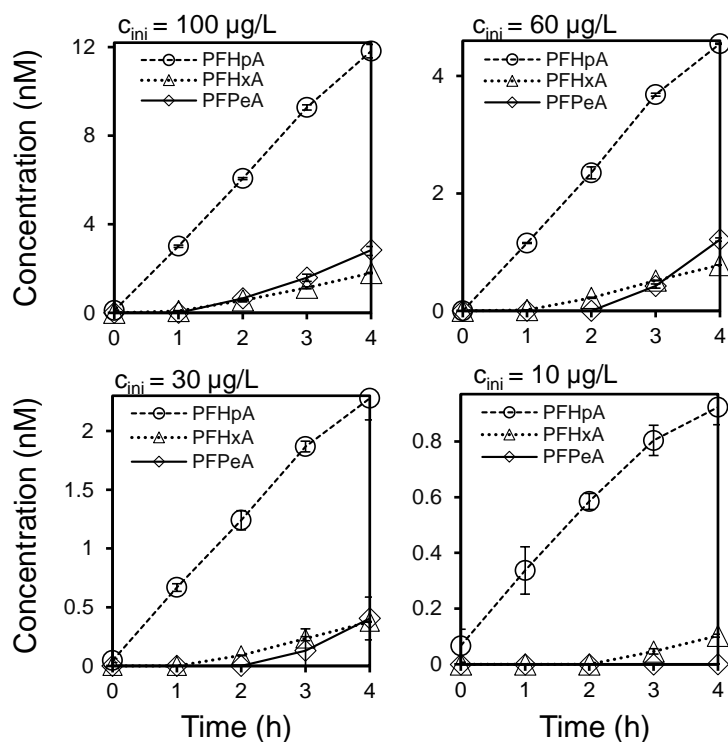 c_ini = 100 µg/L
12
9
6
3
0
0 1 2 3 4
PFHpA
PFHxA
PFPeA
Concentration (nM)
c_ini = 60 µg/L
4
2
0
0 1 2 3 4
PFHpA
PFHxA
PFPeA
c_ini = 30 µg/L
2
1.5
1
0.5
0
0 1 2 3 4
PFHpA
PFHxA
PFPeA
Concentration (nM)
Time (h)
c_ini = 10 µg/L
0.8
0.6
0.4
0.2
0
0 1 2 3 4
PFHpA
PFHxA
PFPeA
Time (h)